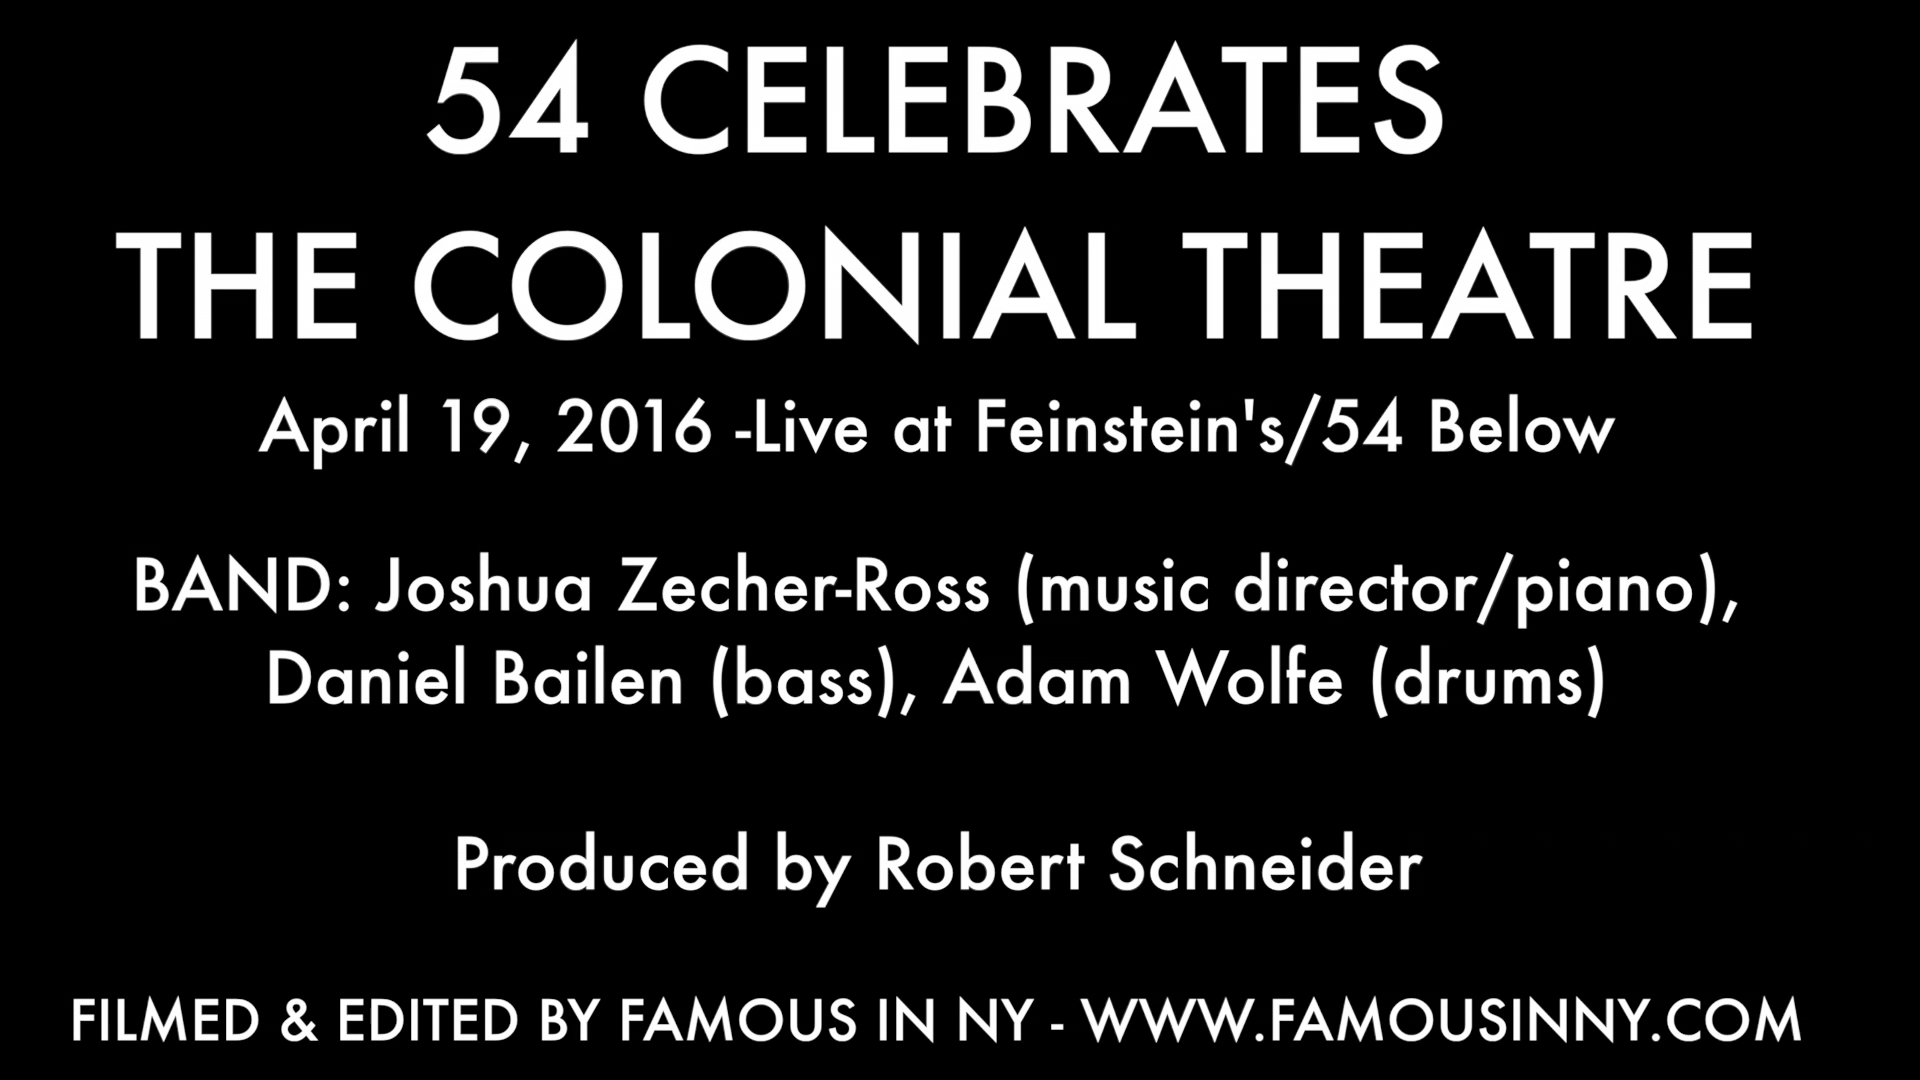 54 CELEBRATES
THE COLONIAL THEATRE
April 19, 2016 -Live at Feinstein's/54 Below
BAND: Joshua Zecher-Ross (music director/piano),
Daniel Bailen (bass), Adam Wolfe (drums)
Produced by Robert Schneider
FILMED & EDITED BY FAMOUS IN NY - WWW.FAMOUSINNY.COM